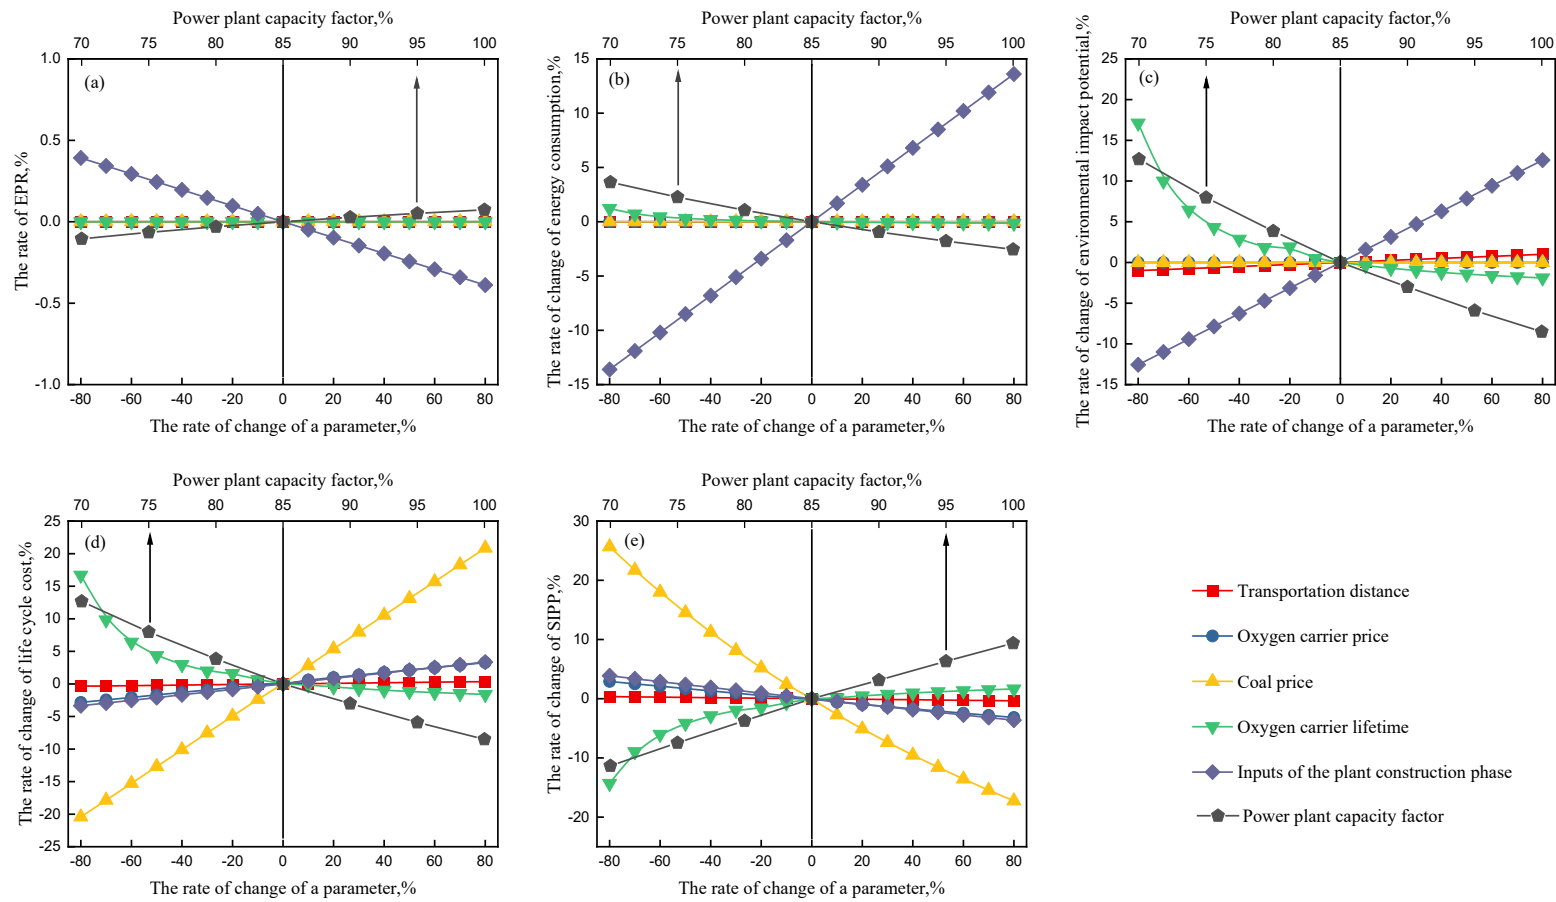 Power plant capacity factor,%
70 75 80 85 90 95 100
(a)
The rate of EPR,%
1.0
0.5
0.0
-0.5
-1.0
-80 -60 -40 -20 0 20 40 60 80
The rate of change of a parameter,%
Power plant capacity factor,%
70 75 80 85 90 95 100
(b)
The rate of change of energy consumption,%
15
10
5
0
-5
-10
-15
-80 -60 -40 -20 0 20 40 60 80
The rate of change of a parameter,%
Power plant capacity factor,%
70 75 80 85 90 95 100
(c)
The rate of change of environmental impact potential,%
25
20
15
10
5
0
-5
-10
-15
-80 -60 -40 -20 0 20 40 60 80
The rate of change of a parameter,%
Power plant capacity factor,%
70 75 80 85 90 95 100
(d)
The rate of change of life cycle cost,%
25
20
15
10
5
0
-5
-10
-15
-20
-25
-80 -60 -40 -20 0 20 40 60 80
The rate of change of a parameter,%
Power plant capacity factor,%
70 75 80 85 90 95 100
(e)
The rate of change of SIPP,%
30
20
10
0
-10
-20
-80 -60 -40 -20 0 20 40 60 80
The rate of change of a parameter,%
Transportation distance
Oxygen carrier price
Coal price
Oxygen carrier lifetime
Inputs of the plant construction phase
Power plant capacity factor